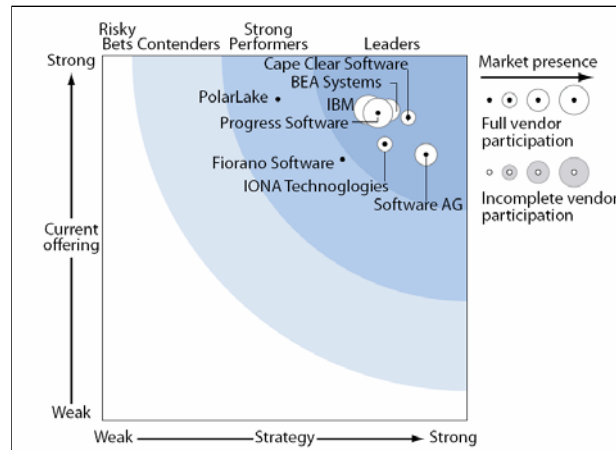 Risky Bets
Contenders
Strong Performers
Leaders
Strong
Current offering
Weak
Cape Clear Software
BEA Systems
IBM
PolarLake
Progress Software
Fiorano Software
IONA Technoglogies
Software AG
Market presence
Full vendor
participation
Incomplete vendor
participation
Weak
Strategy
Strong